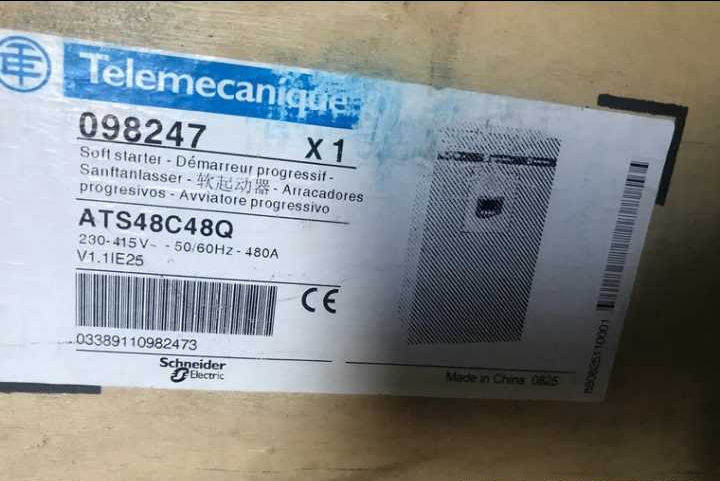 Telemecanique
098247 X 1
Soft starter - Démarreur progressif -
Sanftanlasser - 软起动器 - Arracadores
progresivos - Avviatore progressivo
ATS48C48Q
230-415V~ - 50/60Hz - 480A
V1.1IE25
CE
03389110982473
Schneider
Electric
Made in China 0825